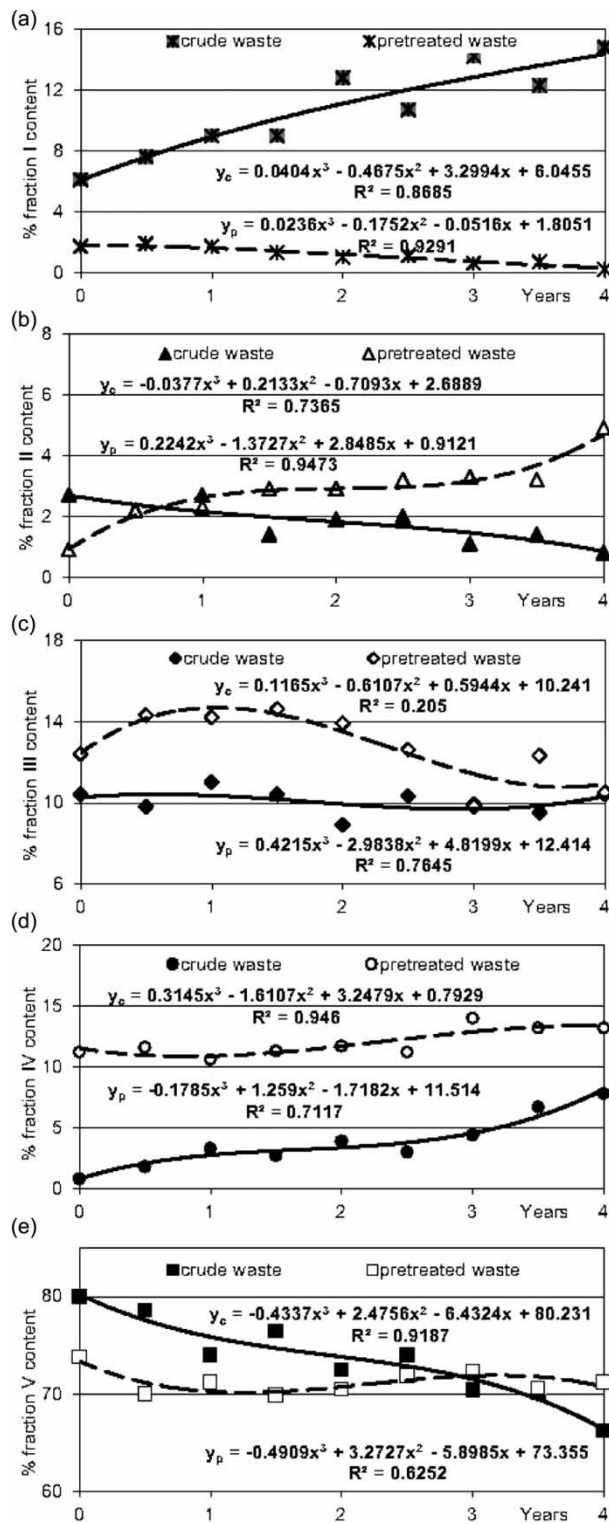 (a)
16
crude waste pretreated waste
12
8
y_c = 0.0404x³ - 0.4675x² + 3.2994x + 6.0455
R² = 0.8685
4
y_p = 0.0236x³ - 0.1752x² - 0.0516x + 1.8051
R² = 0.9291
0
% fraction I content
0 1 2 3 Years 4
(b)
8
crude waste pretreated waste
y_c = -0.0377x³ + 0.2133x² - 0.7093x + 2.6889
R² = 0.7365
6
y_p = 0.2242x³ - 1.3727x² + 2.8485x + 0.9121
R² = 0.9473
4
2
0
% fraction II content
0 1 2 3 Years 4
(c)
18
crude waste pretreated waste
y_c = 0.1165x³ - 0.6107x² + 0.5944x + 10.241
R² = 0.205
14
10
y_p = 0.4215x³ - 2.9838x² + 4.8199x + 12.414
R² = 0.7645
6
% fraction III content
0 1 2 3 Years 4
(d)
20
crude waste pretreated waste
y_c = 0.3145x³ - 1.6107x² + 3.2479x + 0.7929
R² = 0.946
15
10
y_p = -0.1785x³ + 1.259x² - 1.7182x + 11.514
R² = 0.7117
5
0
% fraction IV content
0 1 2 3 Years 4
(e)
crude waste pretreated waste
80
y_c = -0.4337x³ + 2.4756x² - 6.4324x + 80.231
R² = 0.9187
70
y_p = -0.4909x³ + 3.2727x² - 5.8985x + 73.355
R² = 0.6252
60
% fraction V content
0 1 2 3 Years 4